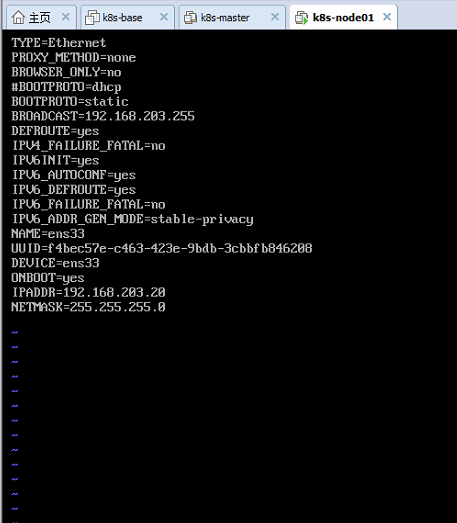 主页 k8s-base k8s-master k8s-node01
TYPE=Ethernet
PROXY_METHOD=none
BROWSER_ONLY=no
#BOOTPROTO=dhcp
BOOTPROTO=static
BROADCAST=192.168.203.255
DEFROUTE=yes
IPV4_FAILURE_FATAL=no
IPV6INIT=yes
IPV6_AUTOCONF=yes
IPV6_DEFROUTE=yes
IPV6_FAILURE_FATAL=no
IPV6_ADDR_GEN_MODE=stable-privacy
NAME=ens33
UUID=f4bec57e-c463-423e-9bdb-3cbbfb846208
DEVICE=ens33
ONBOOT=yes
IPADDR=192.168.203.20
NETMASK=255.255.255.0
~
~
~
~
~
~
~
~
~
~
~
~
~
~